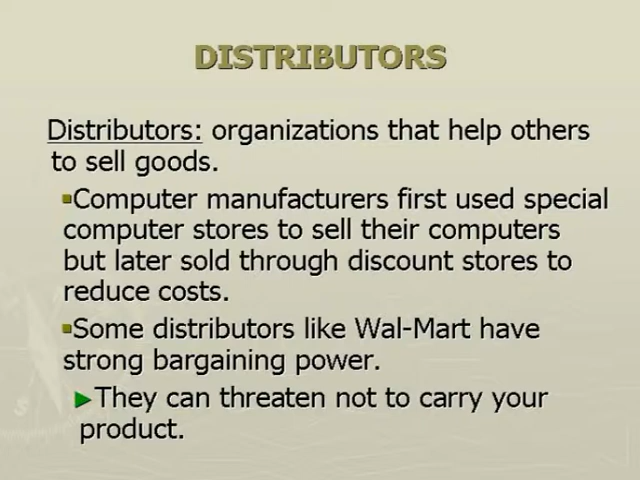 DISTRIBUTORS
Distributors: organizations that help others
to sell goods.
Computer manufacturers first used special
computer stores to sell their computers
but later sold through discount stores to
reduce costs.
Some distributors like Wal-Mart have
strong bargaining power.
They can threaten not to carry your
product.